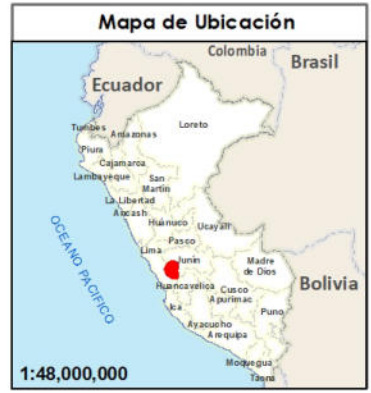 Mapa de Ubicación
Colombia
Brasil
Ecuador
Loreto
Tumbes
Amazonas
Piura
Cajamarca
Lambayeque
San
Martin
La Libertad
Ancash
Huánuco
Ucayali
Pasco
Lima
Junín
Madre
de Dios
OCEANO PACIFICO
Huancavelica
Cusco
Bolivia
Apurimac
Ica
Puno
Ayacucho
Arequipa
Moquegua
Tacna
1:48,000,000